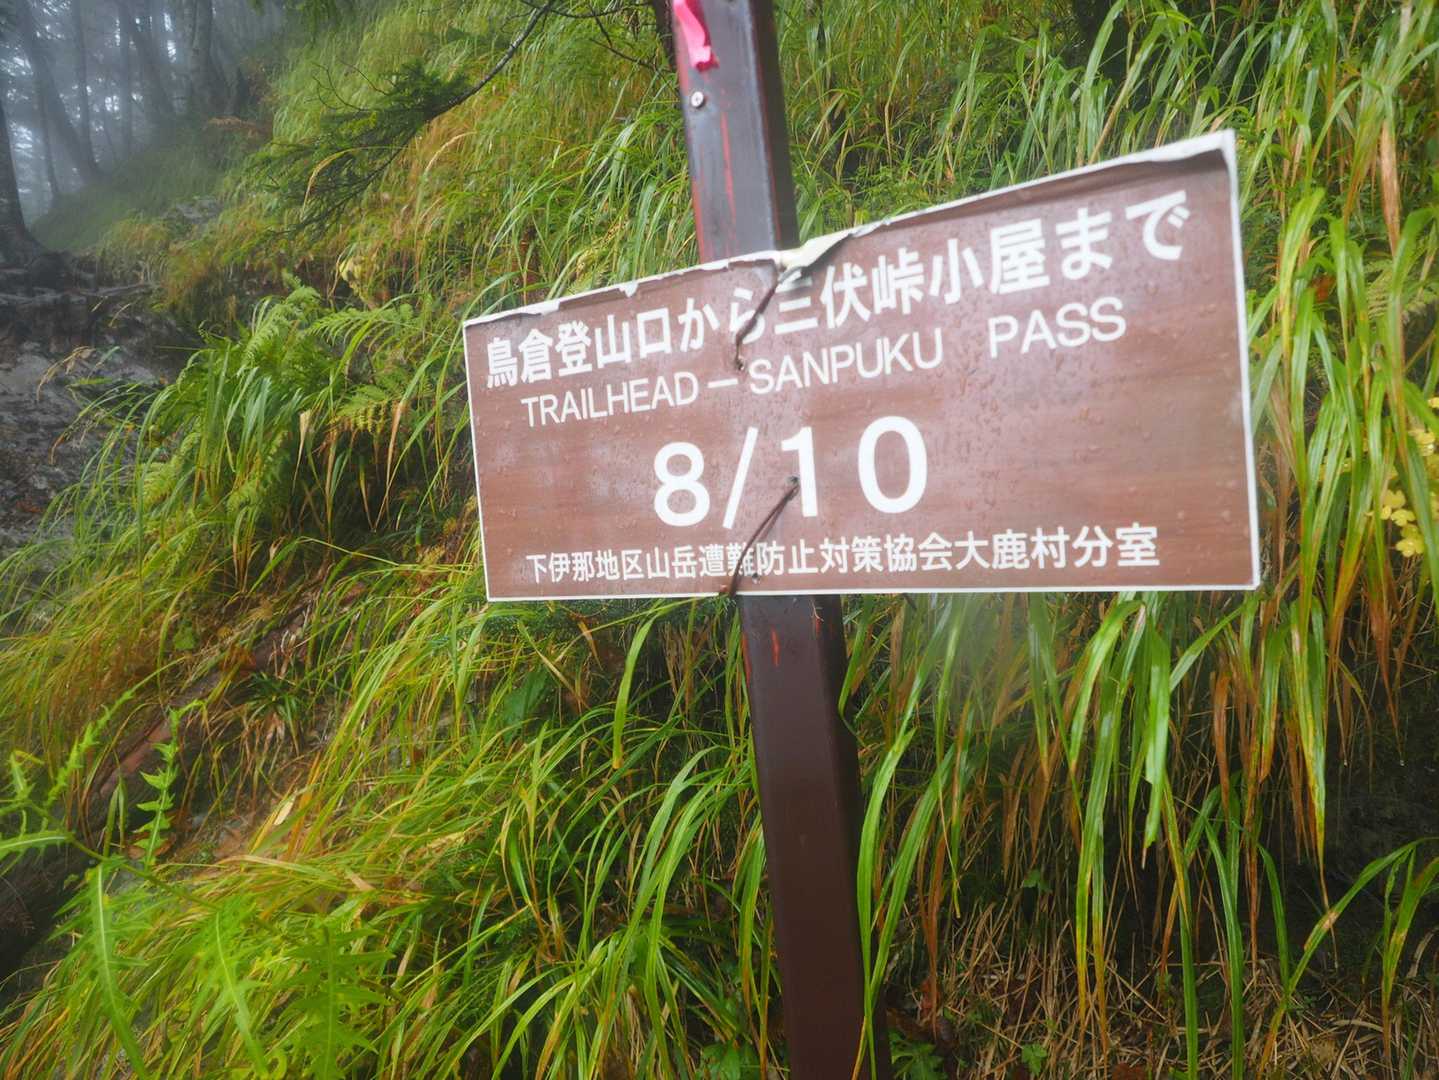 鳥倉登山口から三伏峠小屋まで
TRAILHEAD – SANPUKU PASS
8/10
下伊那地区山岳遭難防止対策協会大鹿村分室